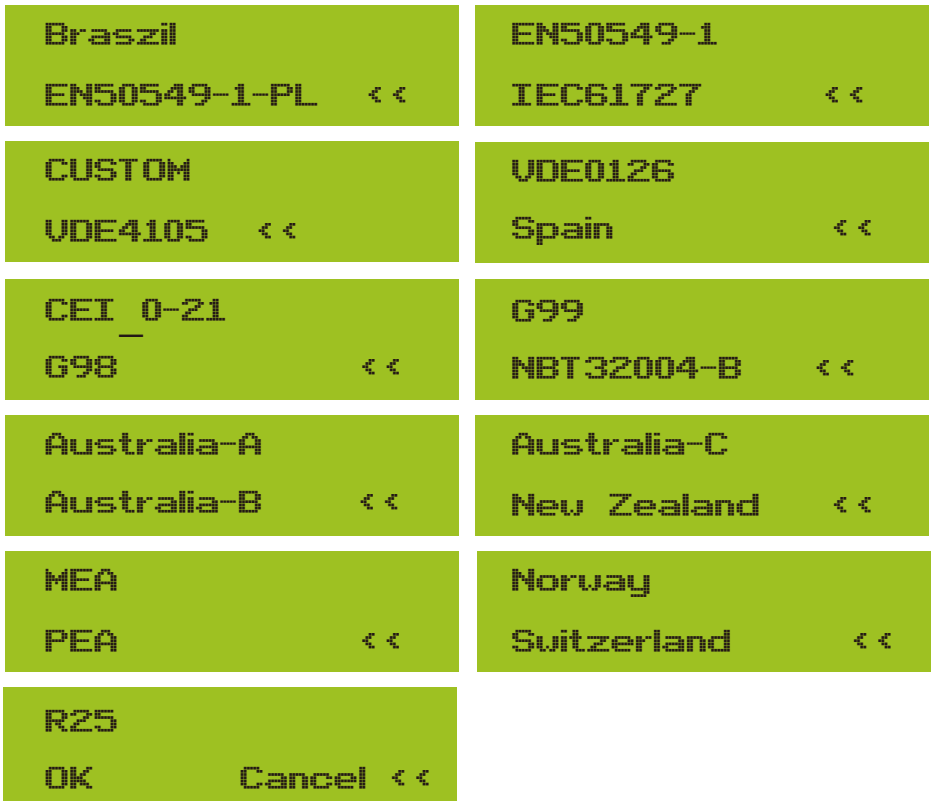 Braszil
EN50549-1-PL <<
EN50549-1
IEC61727 <<
CUSTOM
VDE4105 <<
VDE0126
Spain <<
CEI_0-21
G98 <<
G99
NBT32004-B <<
Australia-A
Australia-B <<
Australia-C
New Zealand <<
MEA
PEA <<
Norway
Switzerland <<
R25
OK Cancel <<